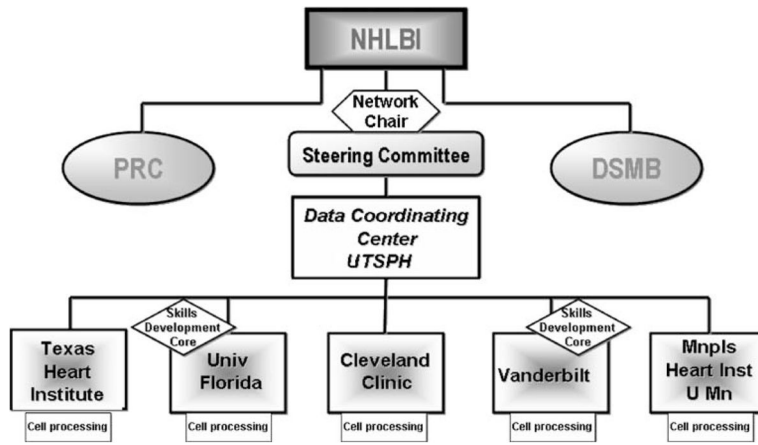 NHLBI
Network
Chair
PRC
Steering Committee
DSMB
Data Coordinating
Center
UTSPH
Skills
Development
Core
Skills
Development
Core
Texas
Heart
Institute
Univ
Florida
Cleveland
Clinic
Vanderbilt
Mnpls
Heart Inst
U Mn
Cell processing
Cell processing
Cell processing
Cell processing
Cell processing